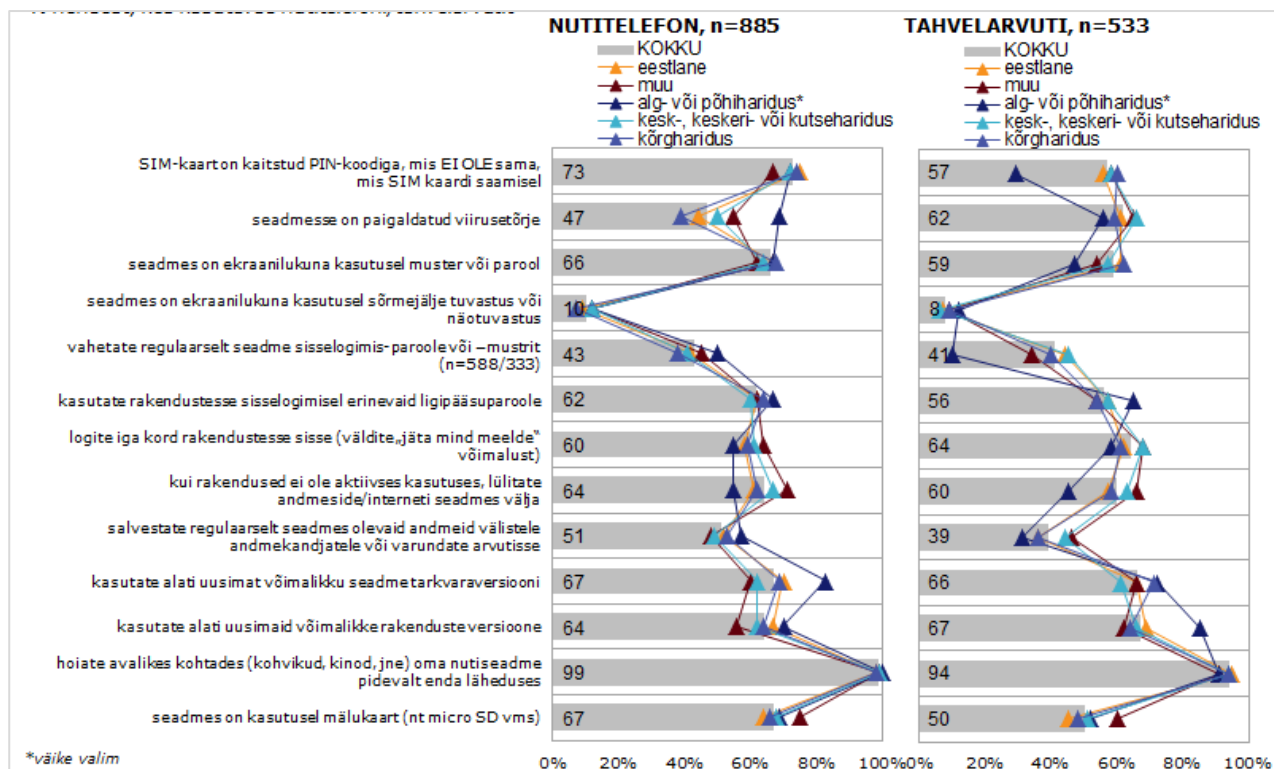 NUTITELEFON, n=885
KOKKU
eestlane
muu
alg- või põhiharidus*
kesk-, keskeri- või kutseharidus
kõrgharidus
TAHVELARVUTI, n=533
KOKKU
eestlane
muu
alg- või põhiharidus*
kesk-, keskeri- või kutseharidus
kõrgharidus
SIM-kaart on kaitstud PIN-koodiga, mis EI OLE sama,
mis SIM kaardi saamisel
73
57
seadmesse on paigaldatud viirusetõrje
47
62
seadmes on ekraanilukuna kasutusel muster või parool
66
59
seadmes on ekraanilukuna kasutusel sõrmejälje tuvastus või
näotuvastus
10
8
vahetate regulaarselt seadme sisselogimis-paroole või –mustrit
(n=588/333)
43
41
kasutate rakendustesse sisselogimisel erinevaid ligipääsuparoole
62
56
logite iga kord rakendustesse sisse (väldite „jäta mind meelde“
võimalust)
60
64
kui rakendused ei ole aktiivses kasutuses, lülitate
andmeside/interneti seadmes välja
64
60
salvestate regulaarselt seadmes olevaid andmeid välistele
andmekandjatele või varundate arvutisse
51
39
kasutate alati uusimat võimalikku seadme tarkvaraversiooni
67
66
kasutate alati uusimaid võimalikke rakenduste versioone
64
67
hoiate avalikes kohtades (kohvikud, kinod, jne) oma nutiseadme
pidevalt enda läheduses
99
94
seadmes on kasutusel mälukaart (nt micro SD vms)
67
50
0% 20% 40% 60% 80% 100%
0% 20% 40% 60% 80% 100%
*väike valim